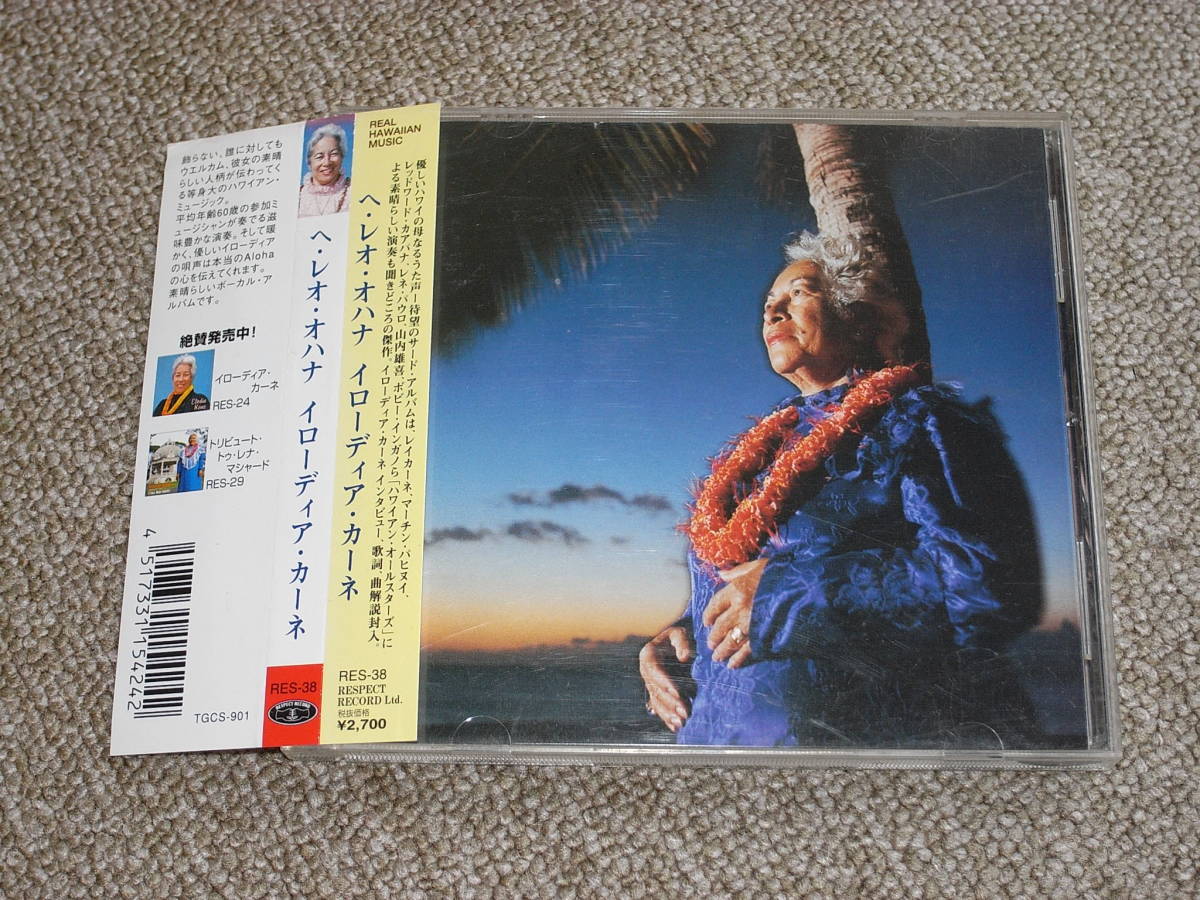 飾らない。誰に対しても
ウエルカム、彼女の素晴
らしい人柄が伝わってく
る等身大のハワイアン・
ミュージック。
平均年齢60歳の参加ミ
ュージシャンが奏でる滋
味豊かな演奏。そして暖
かく、優しいイローディア
の唄声は本当のAloha
の心を伝えてくれます。
素晴らしいボーカル・ア
ルバムです。
絶賛発売中!
イローディア・
カーネ
RES-24
トリビュート・
トゥ・レナ・
マシャード
RES-29
4 517331 154242
TGCS-901
ヘ・レオ・オハナ イローディア・カーネ
RES-38
RESPECT RECORD
REAL
HAWAIIAN
MUSIC
優しいハワイの母なるうた声ー待望のサード・アルバムは、レイ・カーネ、マーチン・パヒヌイ、
レッドワード・カアパナ、レネ・パウロ、山内雄喜、ボビー・インガノら「ハワイアン・オールスターズ」に
よる素晴らしい演奏も聞きどころの傑作。イローディア・カーネ インタビュー、歌詞、曲解説封入。
ヘ・レオ・オハナ イローディア・カーネ
RES-38
RESPECT
RECORD Ltd.
税抜価格
¥2,700